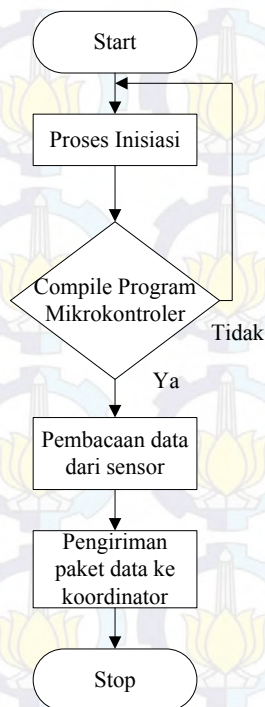 Start
Proses Inisiasi
Compile Program
Mikrokontroler
Tidak
Ya
Pembacaan data
dari sensor
Pengiriman
paket data ke
koordinator
Stop